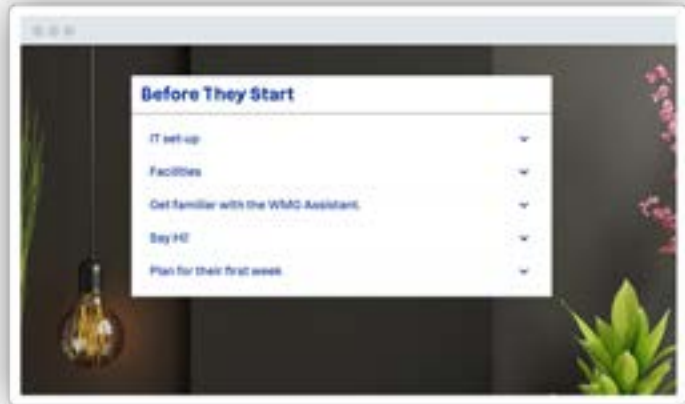 Before They Start
IT set-up
Facilities
Get familiar with the WMG Assistant.
Say Hi!
Plan for their first week